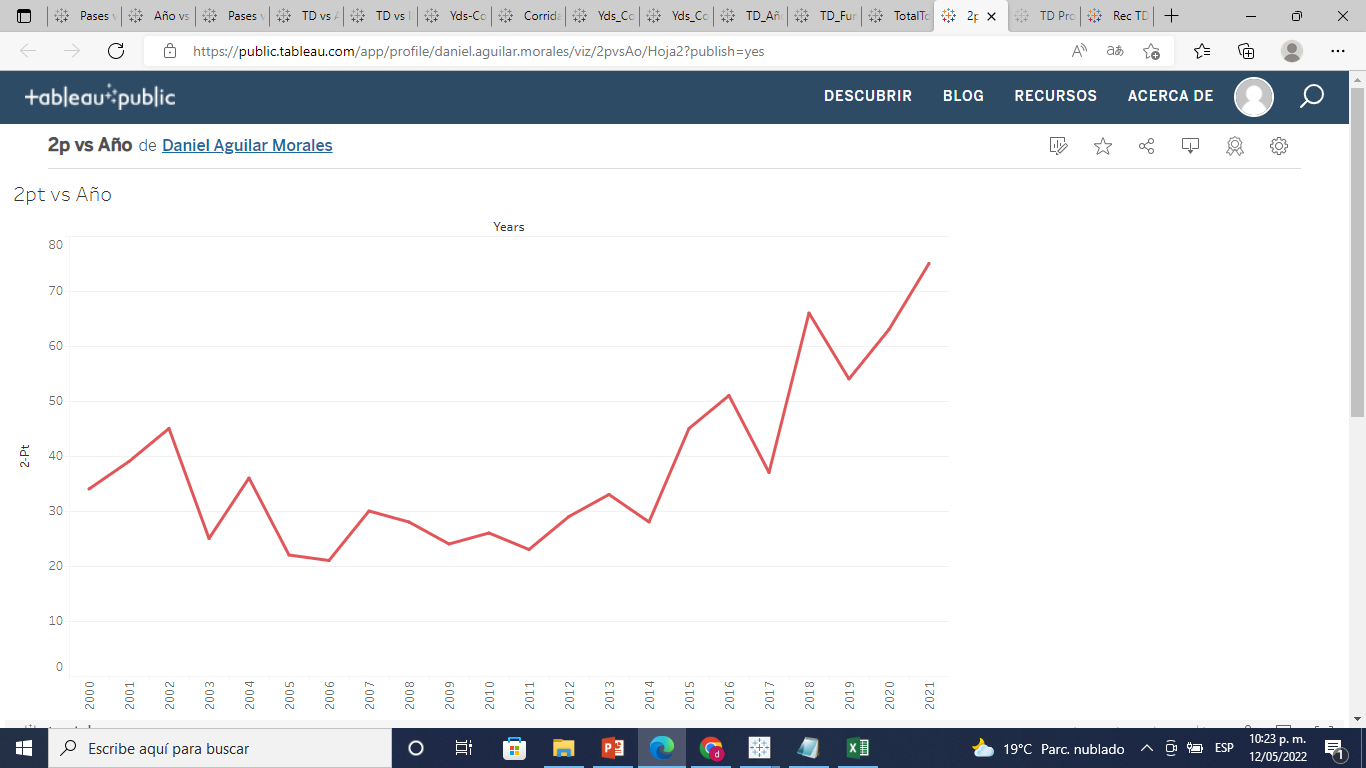 Pases v Año vs Pases v TD vs A TD vs I Yds-Co Corrida Yds_Co Yds_Co TD_Añ TD_Fur TotalTo 2p TD Pro Rec TD
https://public.tableau.com/app/profile/daniel.aguilar.morales/viz/2pvsAo/Hoja2?publish=yes
tableau public DESCUBRIR BLOG RECURSOS ACERCA DE
2p vs Año de Daniel Aguilar Morales
2pt vs Año
Years
80
70
60
50
40
30
20
10
0
2-Pt
2000 2001 2002 2003 2004 2005 2006 2007 2008 2009 2010 2011 2012 2013 2014 2015 2016 2017 2018 2019 2020 2021
Escribe aquí para buscar
19°C Parc. nublado
ESP
10:23 p. m.
12/05/2022
1